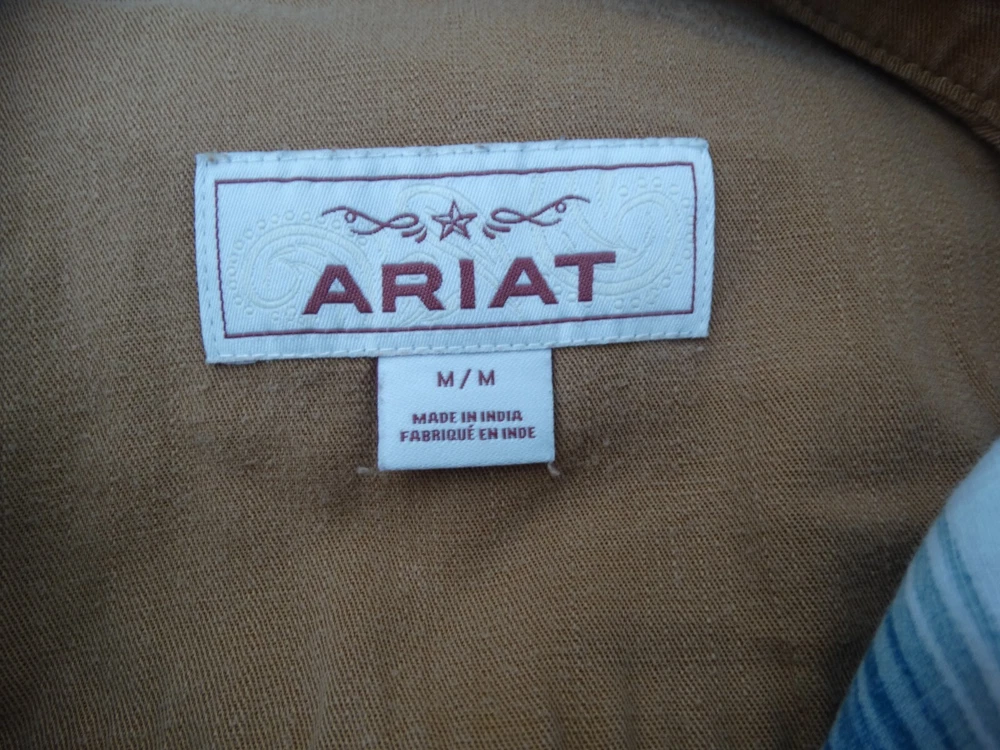 ARIAT
M / M
MADE IN INDIA
FABRIQUÉ EN INDE